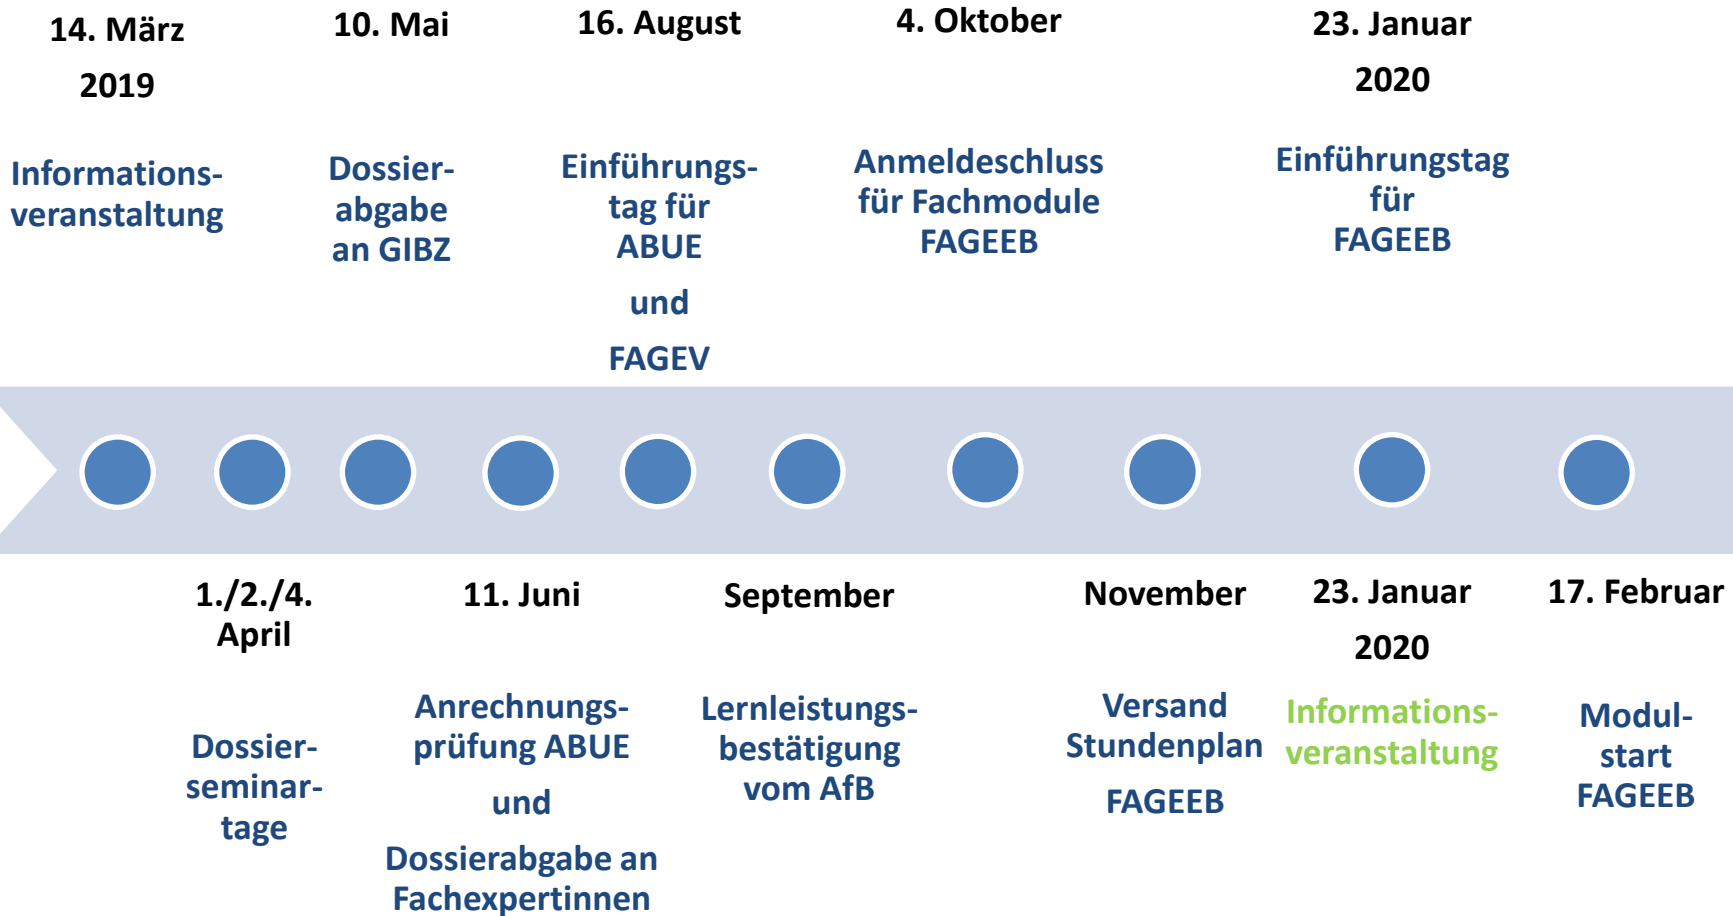 14. März
2019
Informations-
veranstaltung
10. Mai
Dossier-
abgabe
an GIBZ
16. August
Einführungs-
tag für
ABUE
und
FAGEV
4. Oktober
Anmeldeschluss
für Fachmodule
FAGEEB
23. Januar
2020
Einführungstag
für
FAGEEB
1./2./4.
April
Dossier-
seminar-
tage
11. Juni
Anrechnungs-
prüfung ABUE
und
Dossierabgabe an
Fachexpertinnen
September
Lernleistungs-
bestätigung
vom AfB
November
Versand
Stundenplan
FAGEEB
23. Januar
2020
Informations-
veranstaltung
17. Februar
Modul-
start
FAGEEB